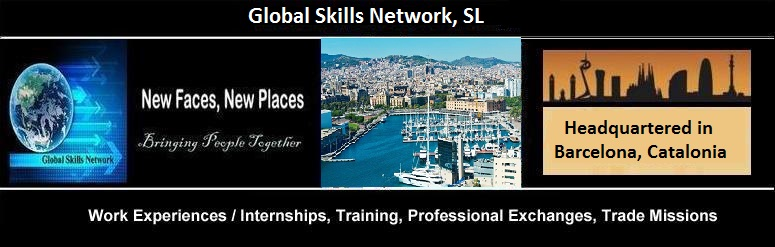 Global Skills Network, SL
New Faces, New Places
Bringing People Together
Global Skills Network
Headquartered in
Barcelona, Catalonia
Work Experiences / Internships, Training, Professional Exchanges, Trade Missions